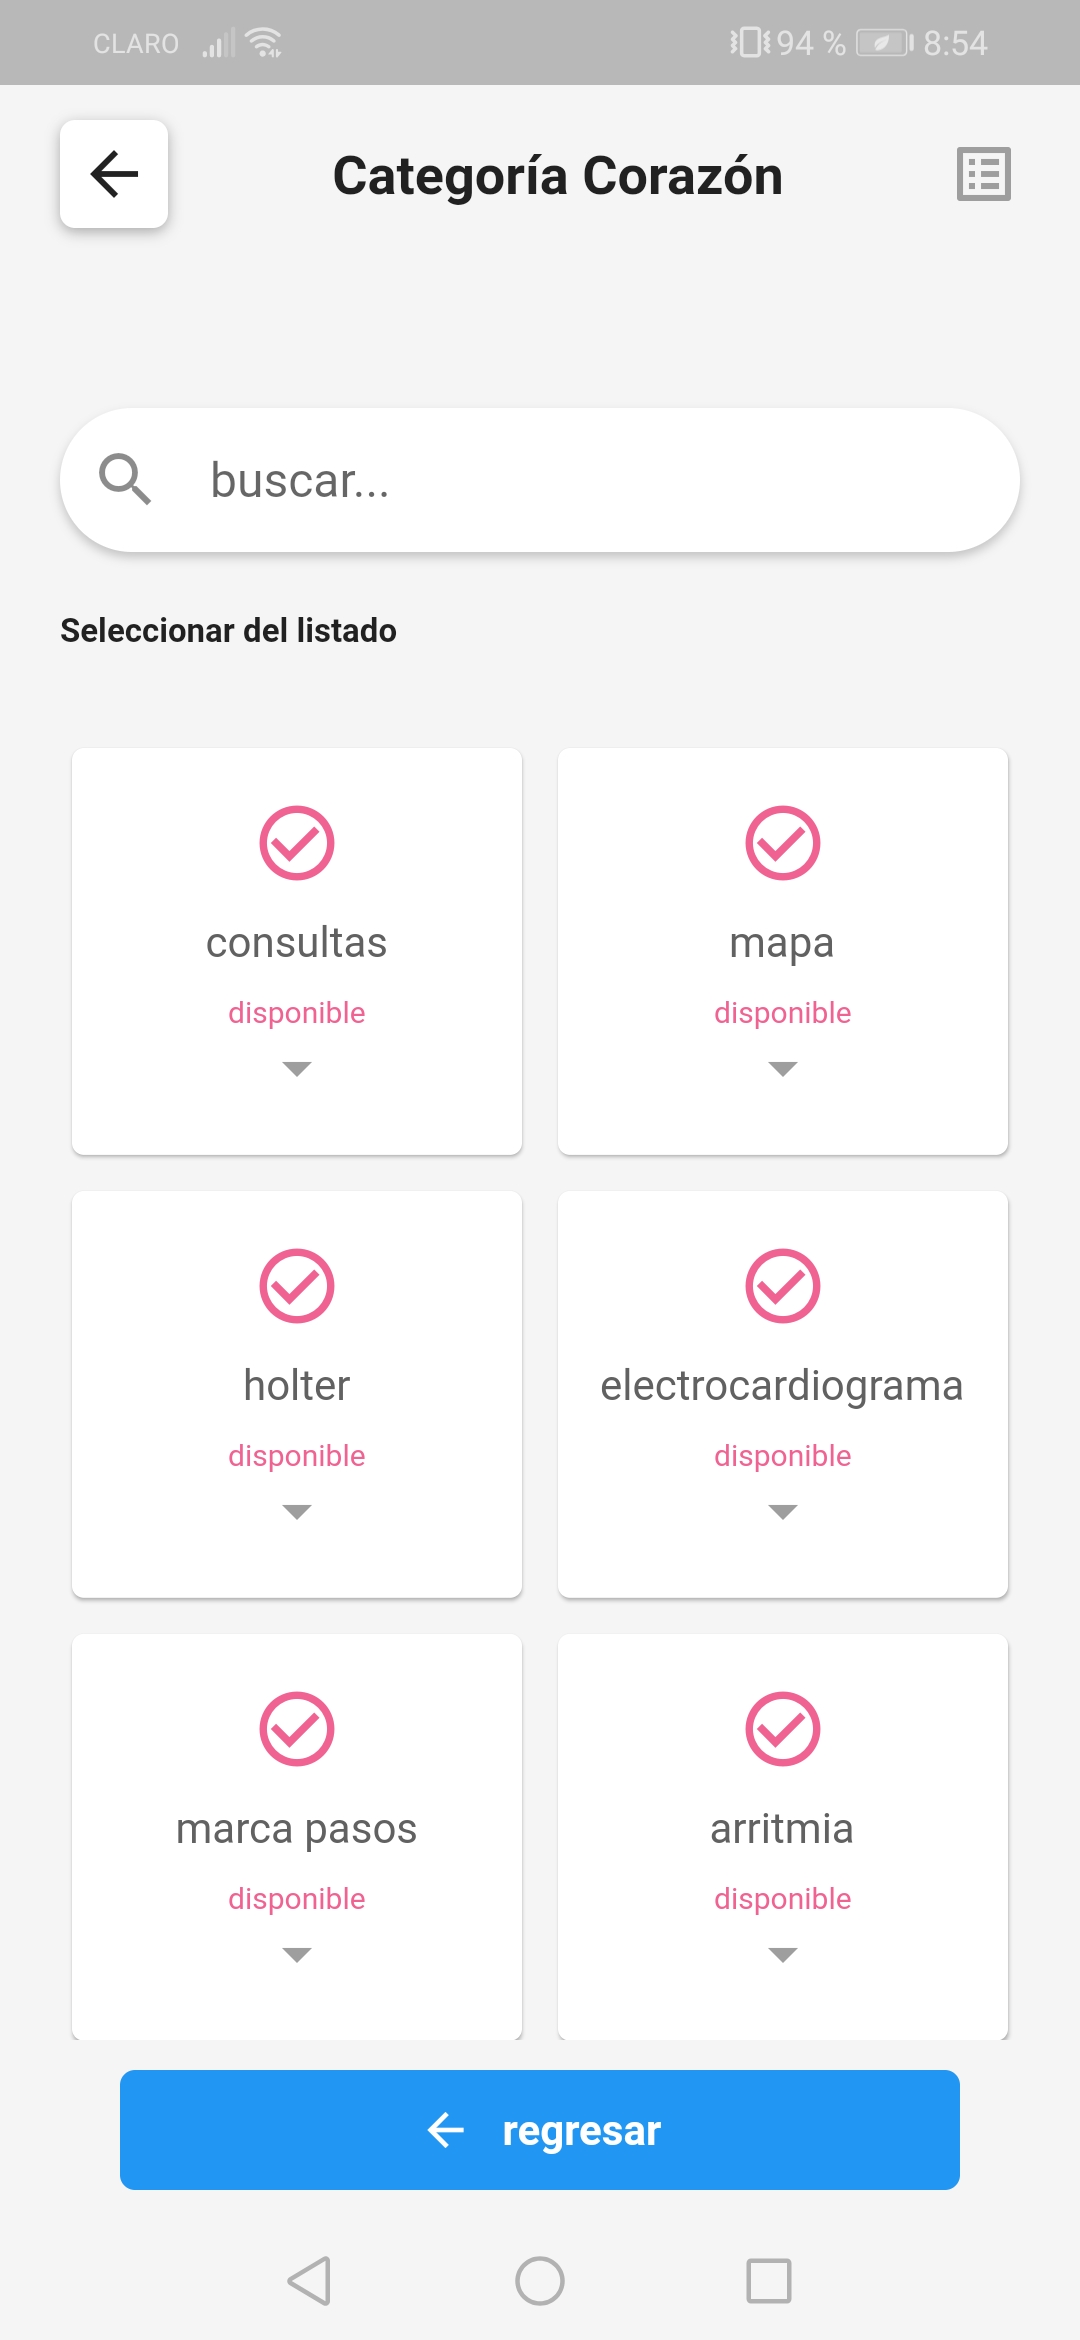 CLARO 94 % 8:54
Categoría Corazón
buscar...
Seleccionar del listado
consultas
disponible
mapa
disponible
holter
disponible
electrocardiograma
disponible
marca pasos
disponible
arritmia
disponible
regresar